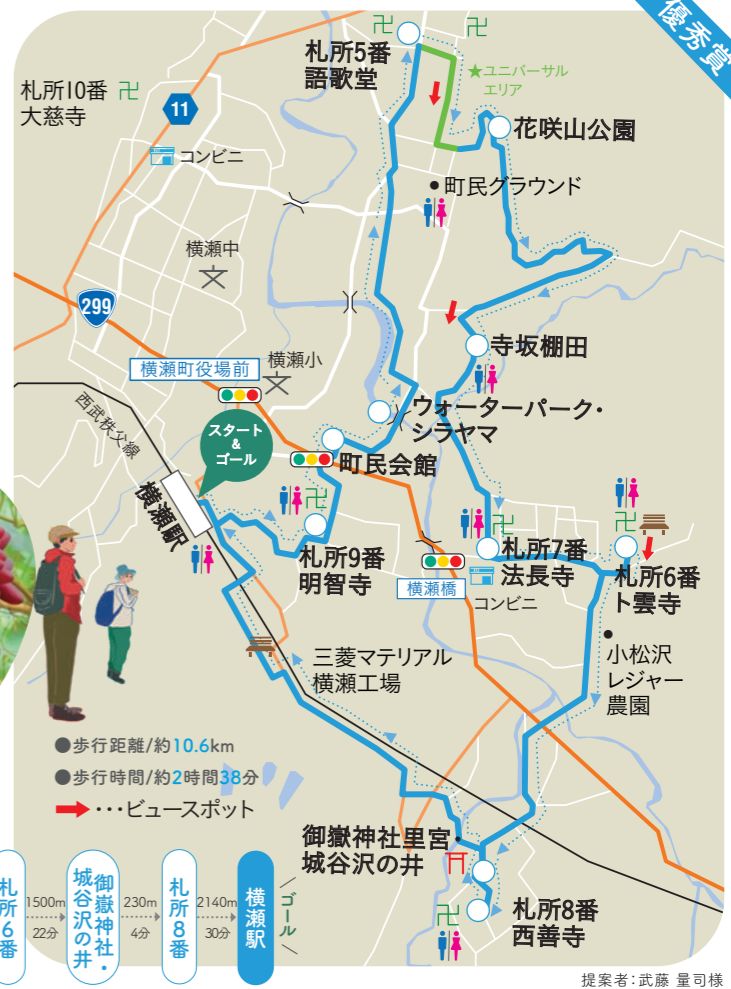 優秀賞
札所5番
語歌堂
★ユニバーサル
エリア
札所10番
大慈寺
11
コンビニ
花咲山公園
町民グラウンド
横瀬中
299
寺坂棚田
横瀬町役場前
横瀬小
西武秩父線
スタート
&
ゴール
ウォーターパーク・
シラヤマ
町民会館
横瀬駅
札所9番
明智寺
札所7番
法長寺
横瀬橋
コンビニ
札所6番
卜雲寺
小松沢
レジャー
農園
三菱マテリアル
横瀬工場
●歩行距離/約10.6km
●歩行時間/約2時間38分
・・・ビュースポット
御嶽神社里宮・
城谷沢の井
札所8番
西善寺
札所6番
1500m
22分
御嶽神社・
城谷沢の井
230m
4分
札所8番
2140m
30分
横瀬駅
ゴール
提案者：武藤 量司様